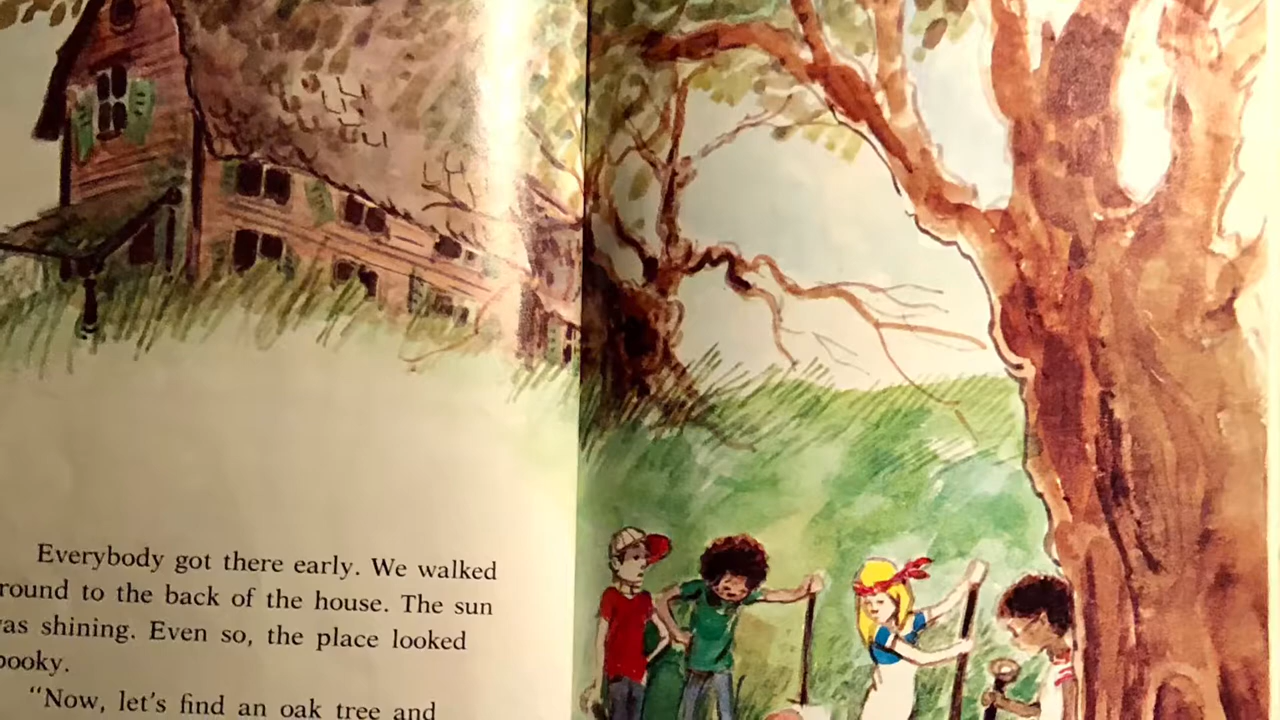 Everybody got there early. We walked
round to the back of the house. The sun
as shining. Even so, the place looked
pooky.
"Now, let's find an oak tree and